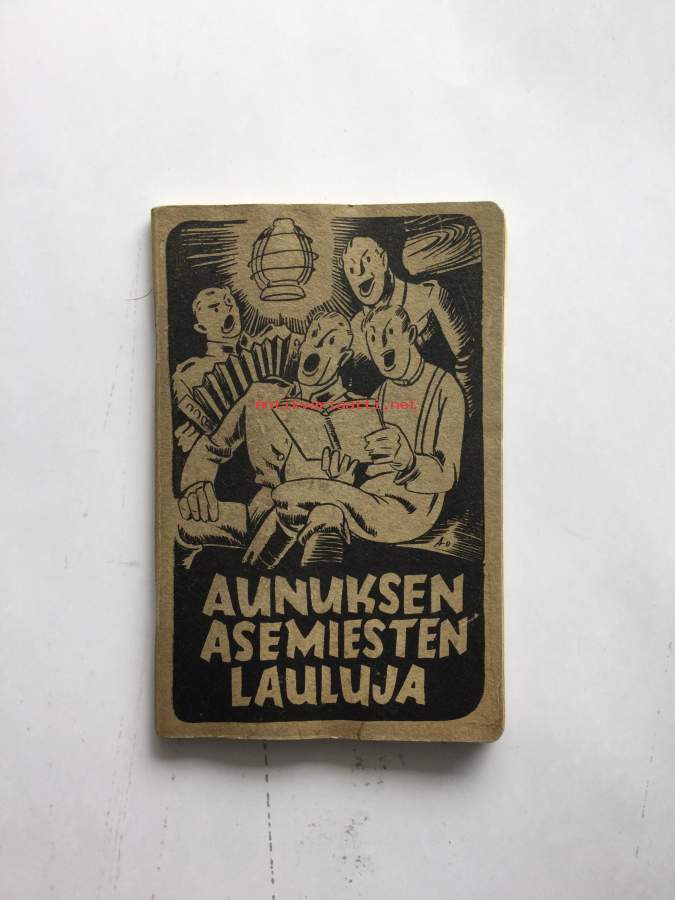 Antikvariaatti.net
AUNUKSEN
ASEMIESTEN
LAULUJA